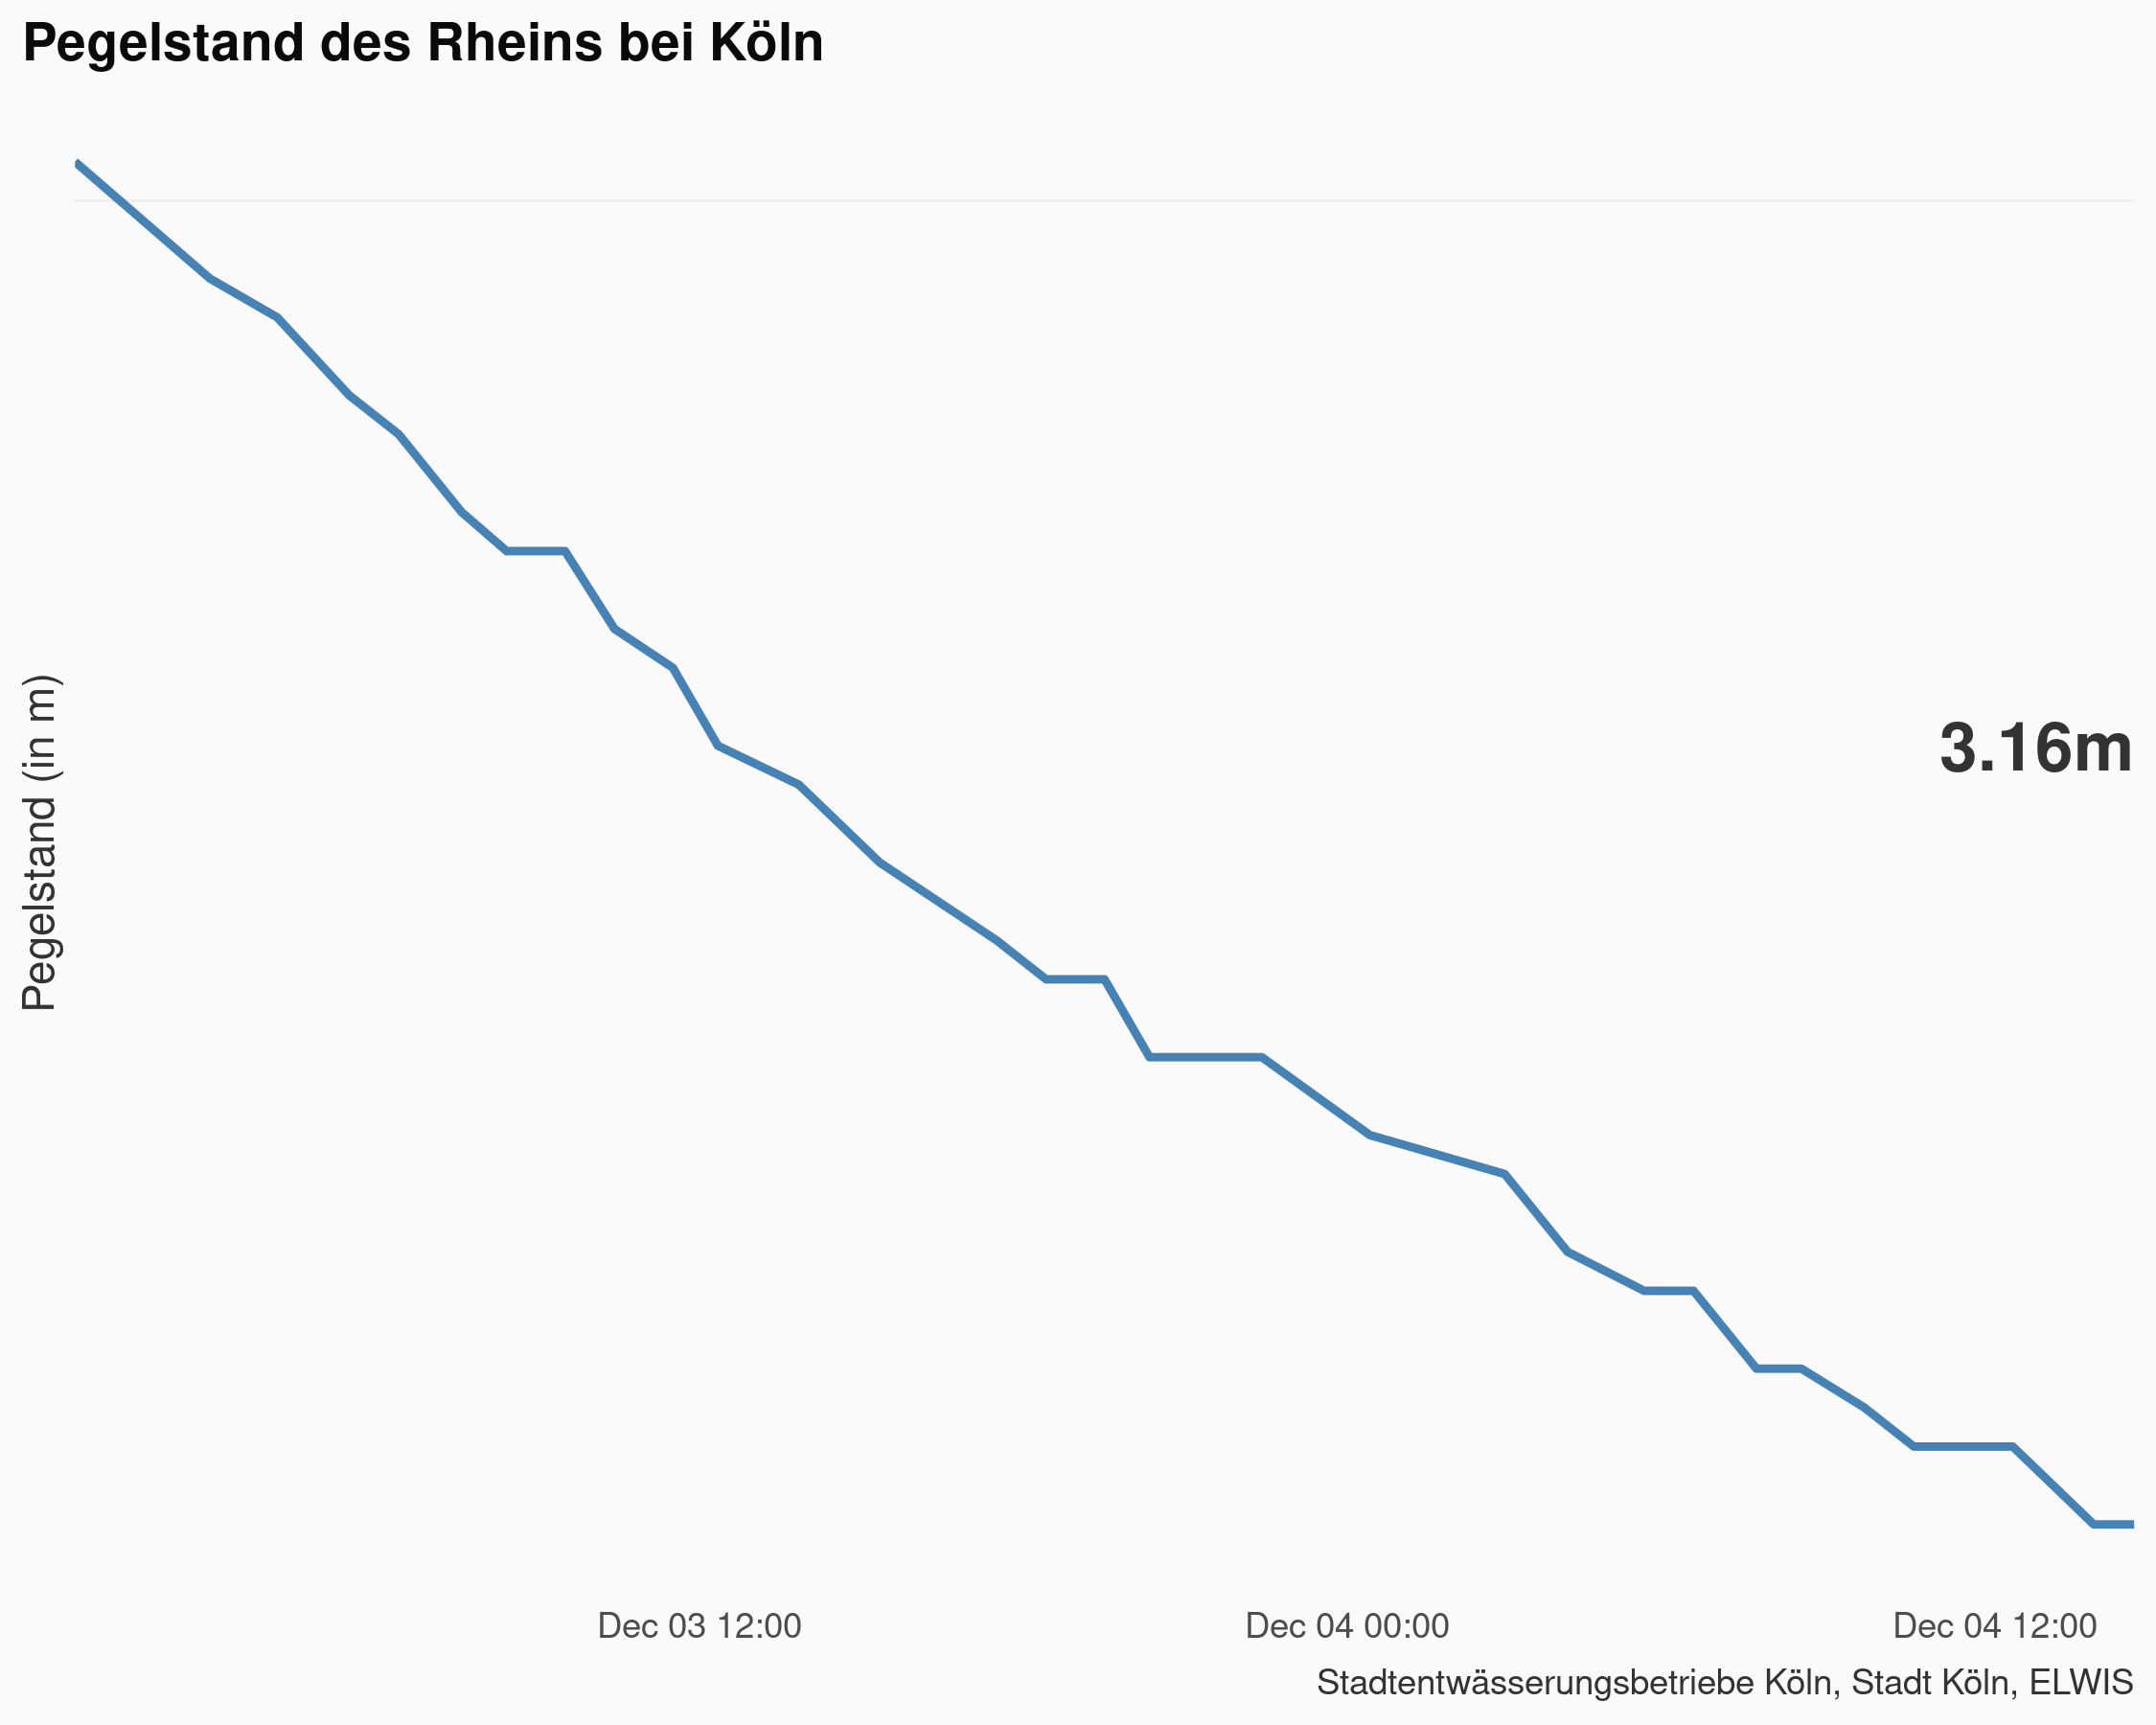 Pegelstand des Rheins bei Köln
Pegelstand (in m)
3.16m
Dec 03 12:00
Dec 04 00:00
Dec 04 12:00
Stadtentwässerungsbetriebe Köln, Stadt Köln, ELWIS